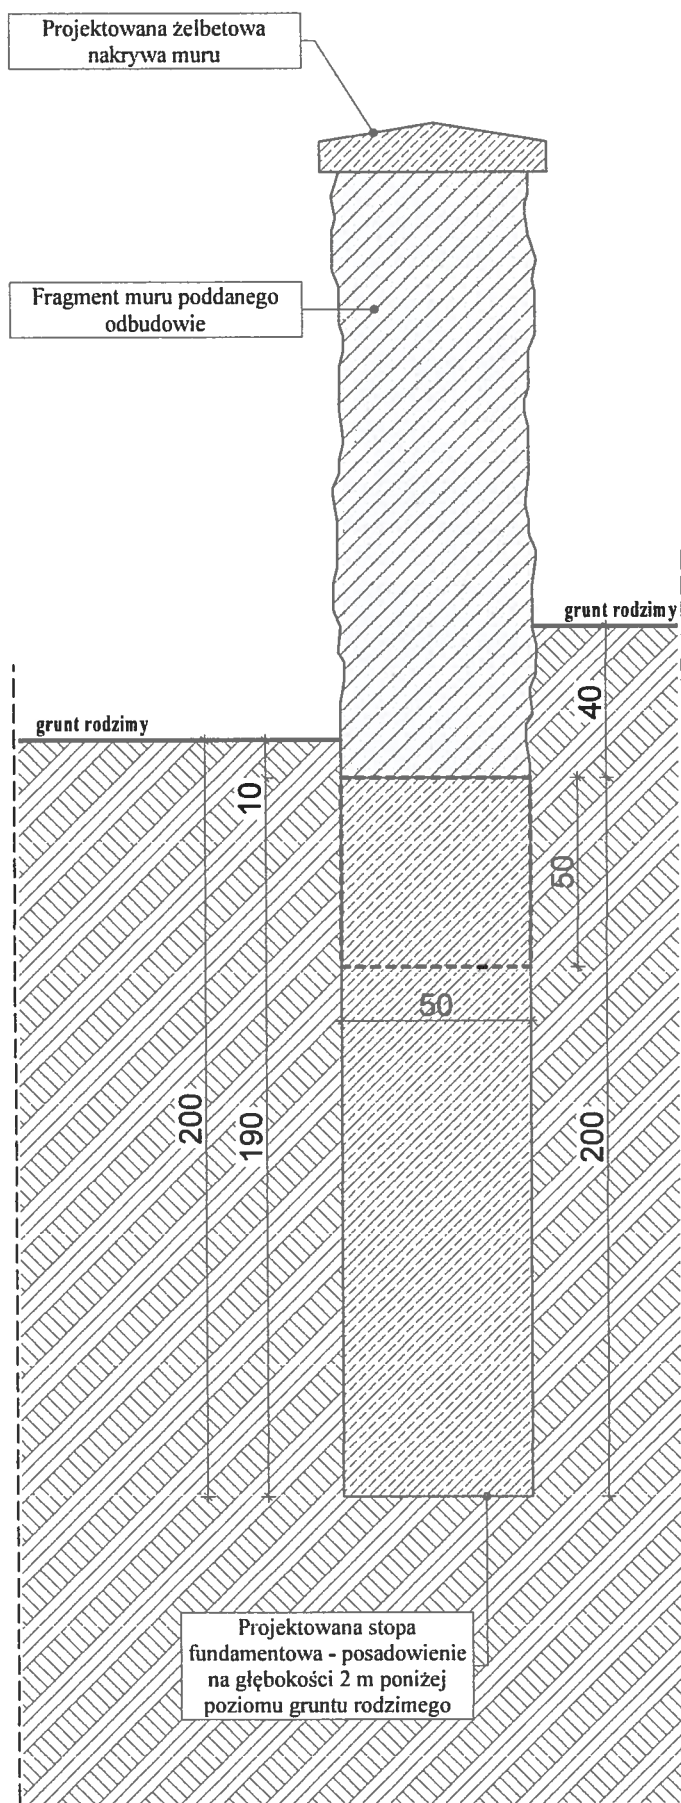 Projektowana żelbetowa
nakrywa muru
Fragment muru poddanego
odbudowie
grunt rodzimy
40
grunt rodzimy
10
50
50
200
190
200
Projektowana stopa
fundamentowa - posadowienie
na głębokości 2 m poniżej
poziomu gruntu rodzimego